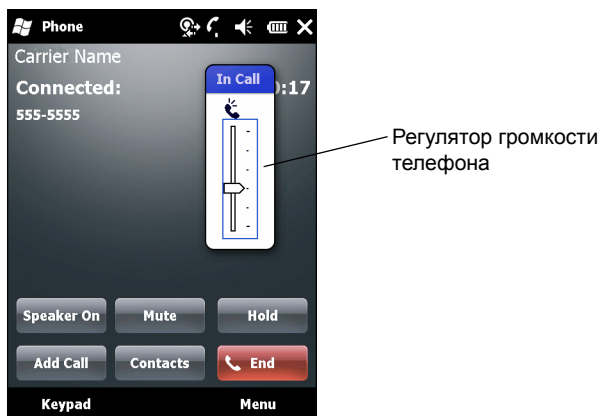 Phone
Carrier Name
In Call
Connected: :17
555-5555
Регулятор громкости
телефона
Speaker On Mute Hold
Add Call Contacts End
Keypad Menu